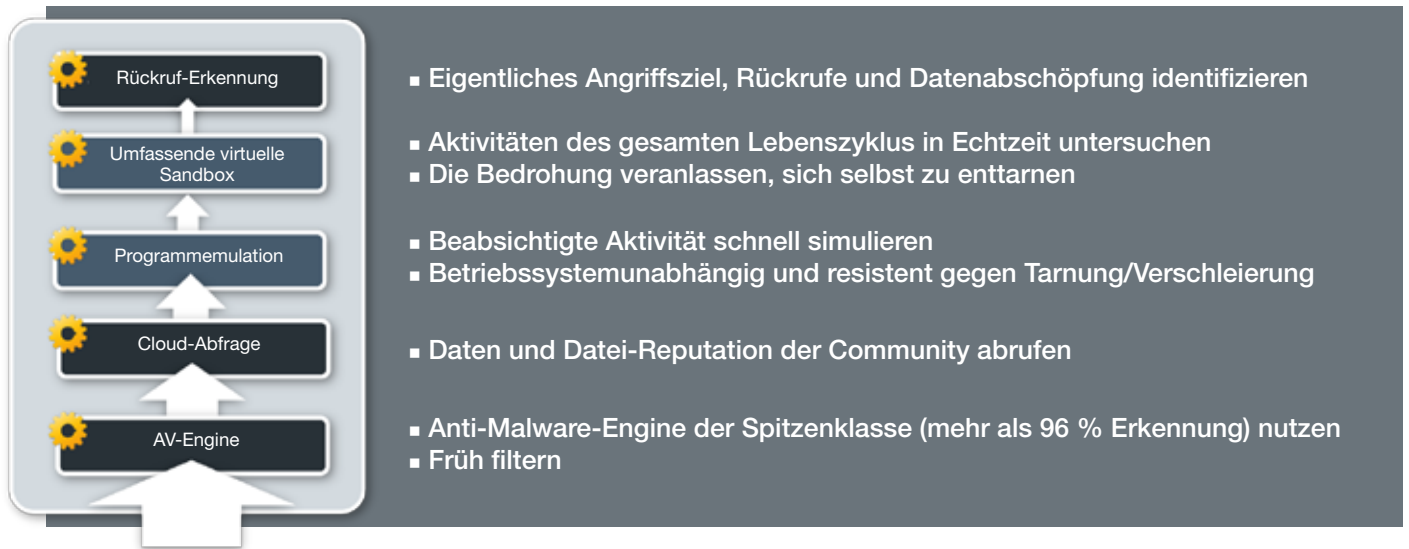 Rückruf-Erkennung
▪ Eigentliches Angriffsziel, Rückrufe und Datenabschöpfung identifizieren
Umfassende virtuelle
Sandbox
▪ Aktivitäten des gesamten Lebenszyklus in Echtzeit untersuchen
▪ Die Bedrohung veranlassen, sich selbst zu enttarnen
Programmemulation
▪ Beabsichtigte Aktivität schnell simulieren
▪ Betriebssystemunabhängig und resistent gegen Tarnung/Verschleierung
Cloud-Abfrage
▪ Daten und Datei-Reputation der Community abrufen
AV-Engine
▪ Anti-Malware-Engine der Spitzenklasse (mehr als 96 % Erkennung) nutzen
▪ Früh filtern